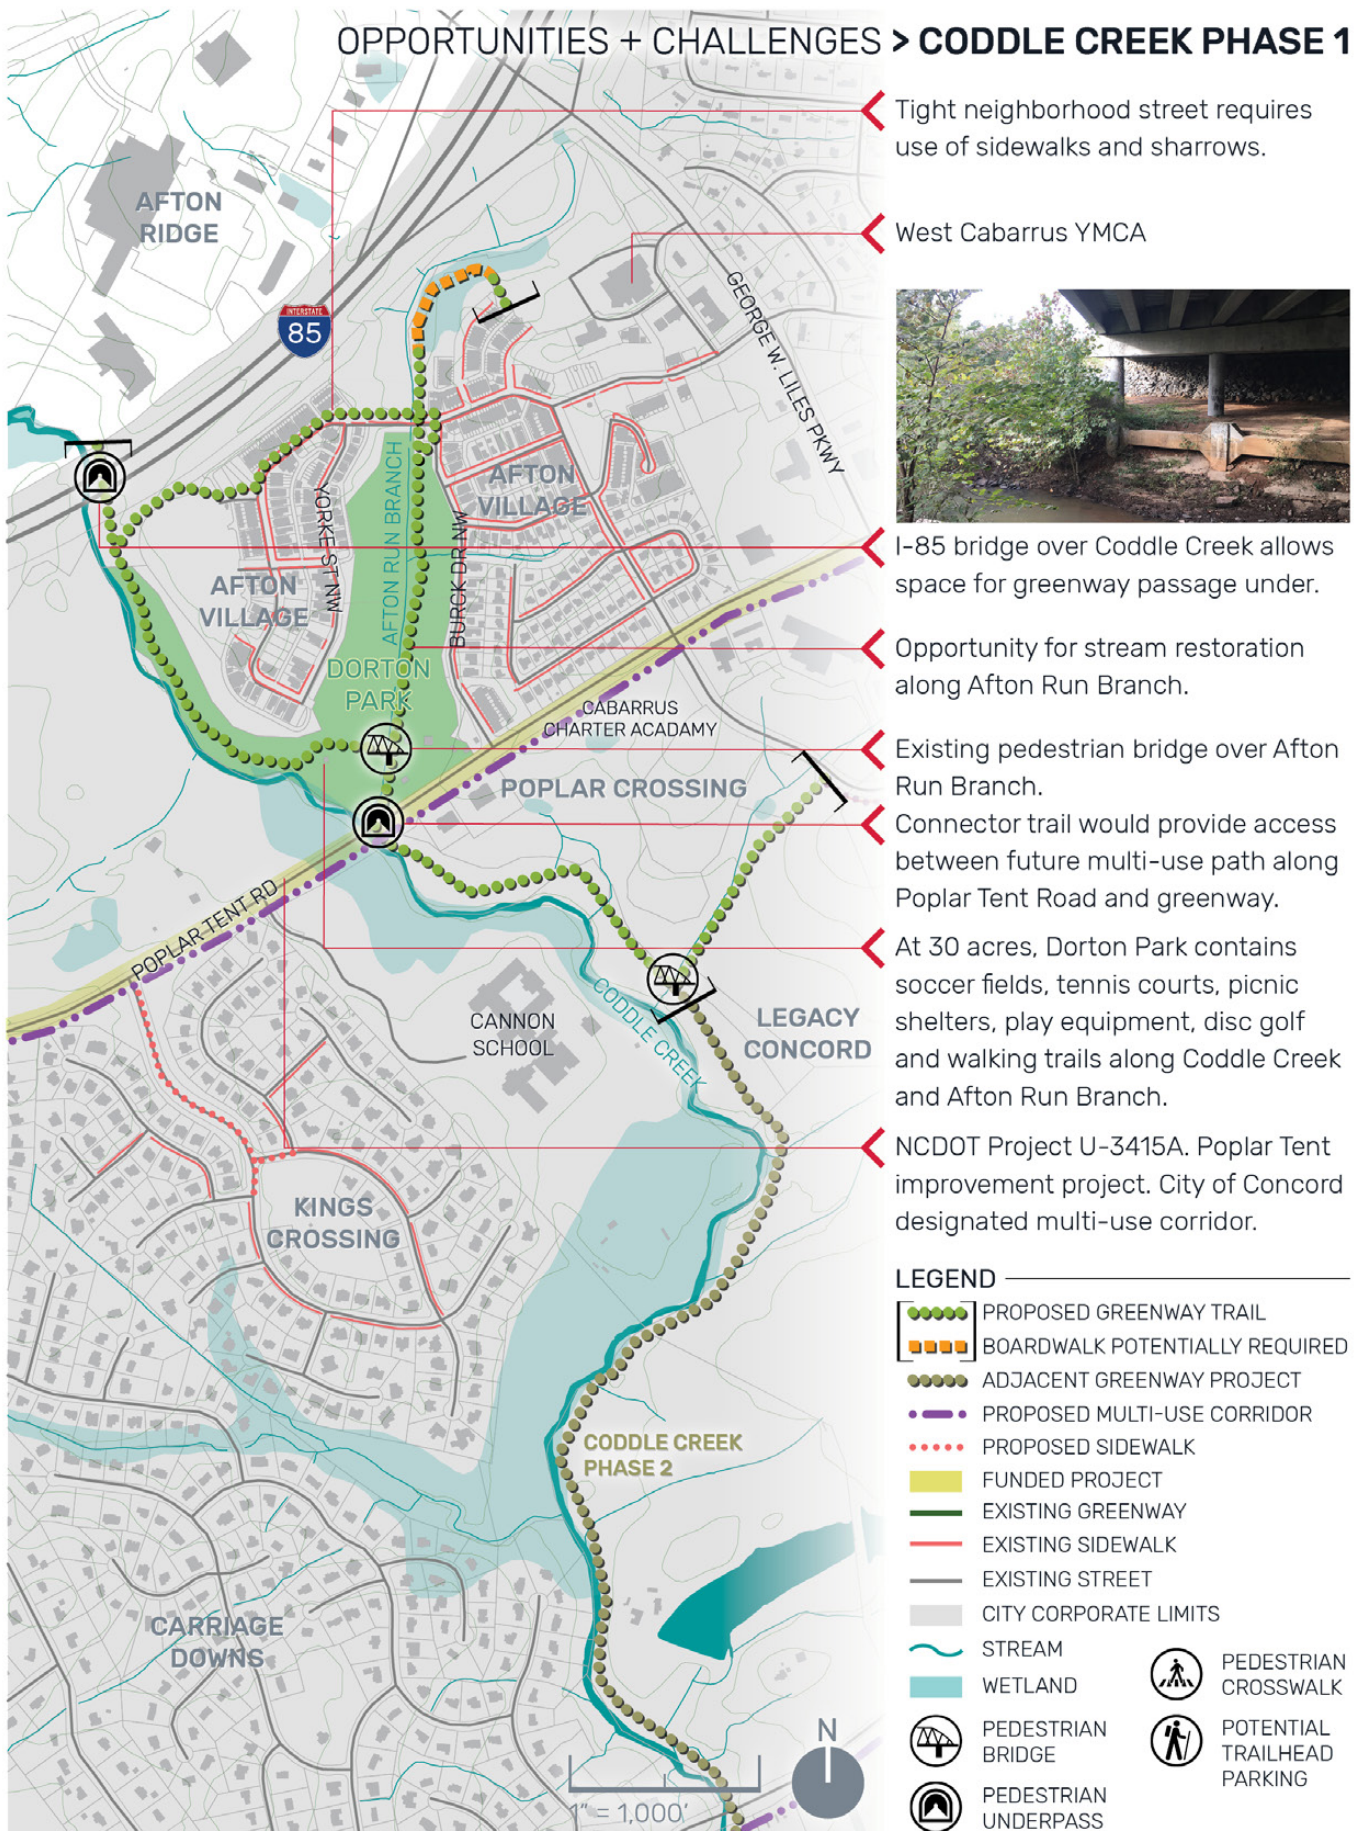 OPPORTUNITIES + CHALLENGES > CODDLE CREEK PHASE 1
Tight neighborhood street requires
use of sidewalks and sharrows.
West Cabarrus YMCA
I-85 bridge over Coddle Creek allows
space for greenway passage under.
Opportunity for stream restoration
along Afton Run Branch.
Existing pedestrian bridge over Afton
Run Branch.
Connector trail would provide access
between future multi-use path along
Poplar Tent Road and greenway.
At 30 acres, Dorton Park contains
soccer fields, tennis courts, picnic
shelters, play equipment, disc golf
and walking trails along Coddle Creek
and Afton Run Branch.
NCDOT Project U-3415A. Poplar Tent
improvement project. City of Concord
designated multi-use corridor.
AFTON
RIDGE
INTERSTATE
85
GEORGE W. LILES PKWY
AFTON
VILLAGE
YORKE ST NW
AFTON RUN BRANCH
BURCK DR NW
AFTON
VILLAGE
DORTON
PARK
CABARRUS
CHARTER ACADAMY
POPLAR CROSSING
POPLAR TENT RD
CANNON
SCHOOL
CODDLE CREEK
LEGACY
CONCORD
KINGS
CROSSING
CODDLE CREEK
PHASE 2
CARRIAGE
DOWNS
N
1" = 1,000'
LEGEND
PROPOSED GREENWAY TRAIL
BOARDWALK POTENTIALLY REQUIRED
ADJACENT GREENWAY PROJECT
PROPOSED MULTI-USE CORRIDOR
PROPOSED SIDEWALK
FUNDED PROJECT
EXISTING GREENWAY
EXISTING SIDEWALK
EXISTING STREET
CITY CORPORATE LIMITS
STREAM
WETLAND
PEDESTRIAN
BRIDGE
PEDESTRIAN
UNDERPASS
PEDESTRIAN
CROSSWALK
POTENTIAL
TRAILHEAD
PARKING